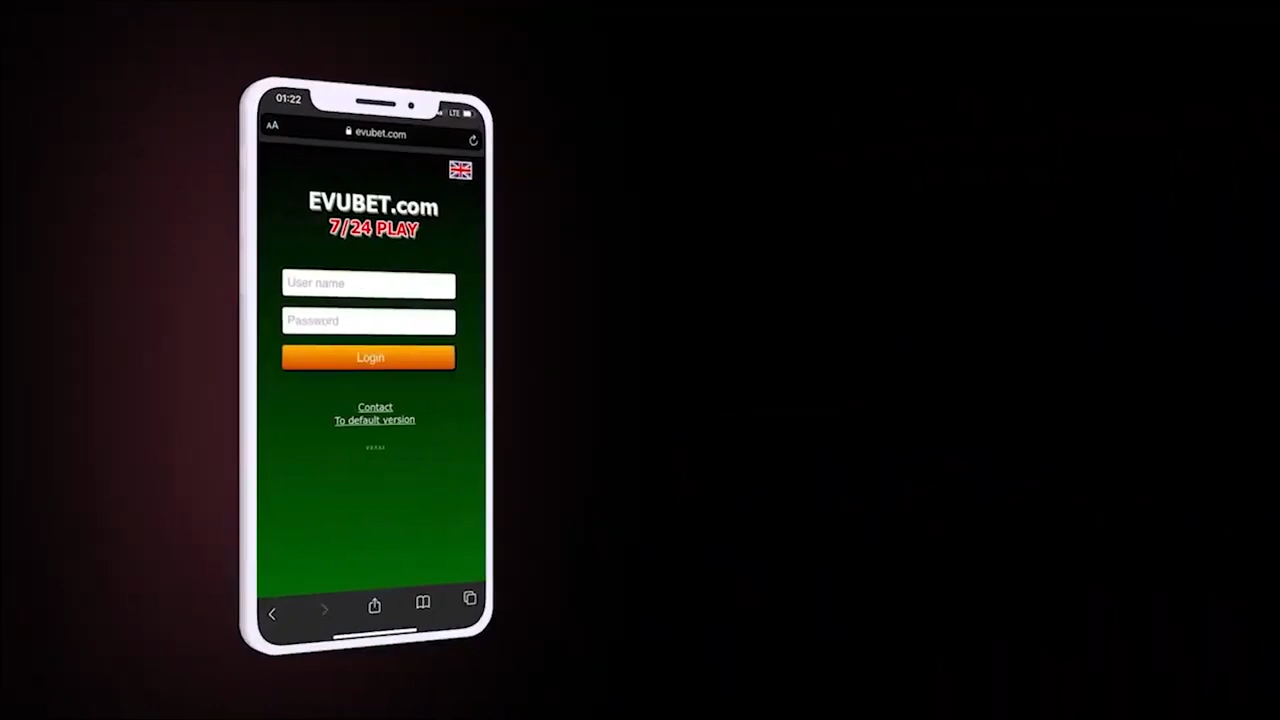 01:22
LTE
AA
evubet.com
EVUBET.com
7/24 PLAY
User name
Password
Login
Contact
To default version